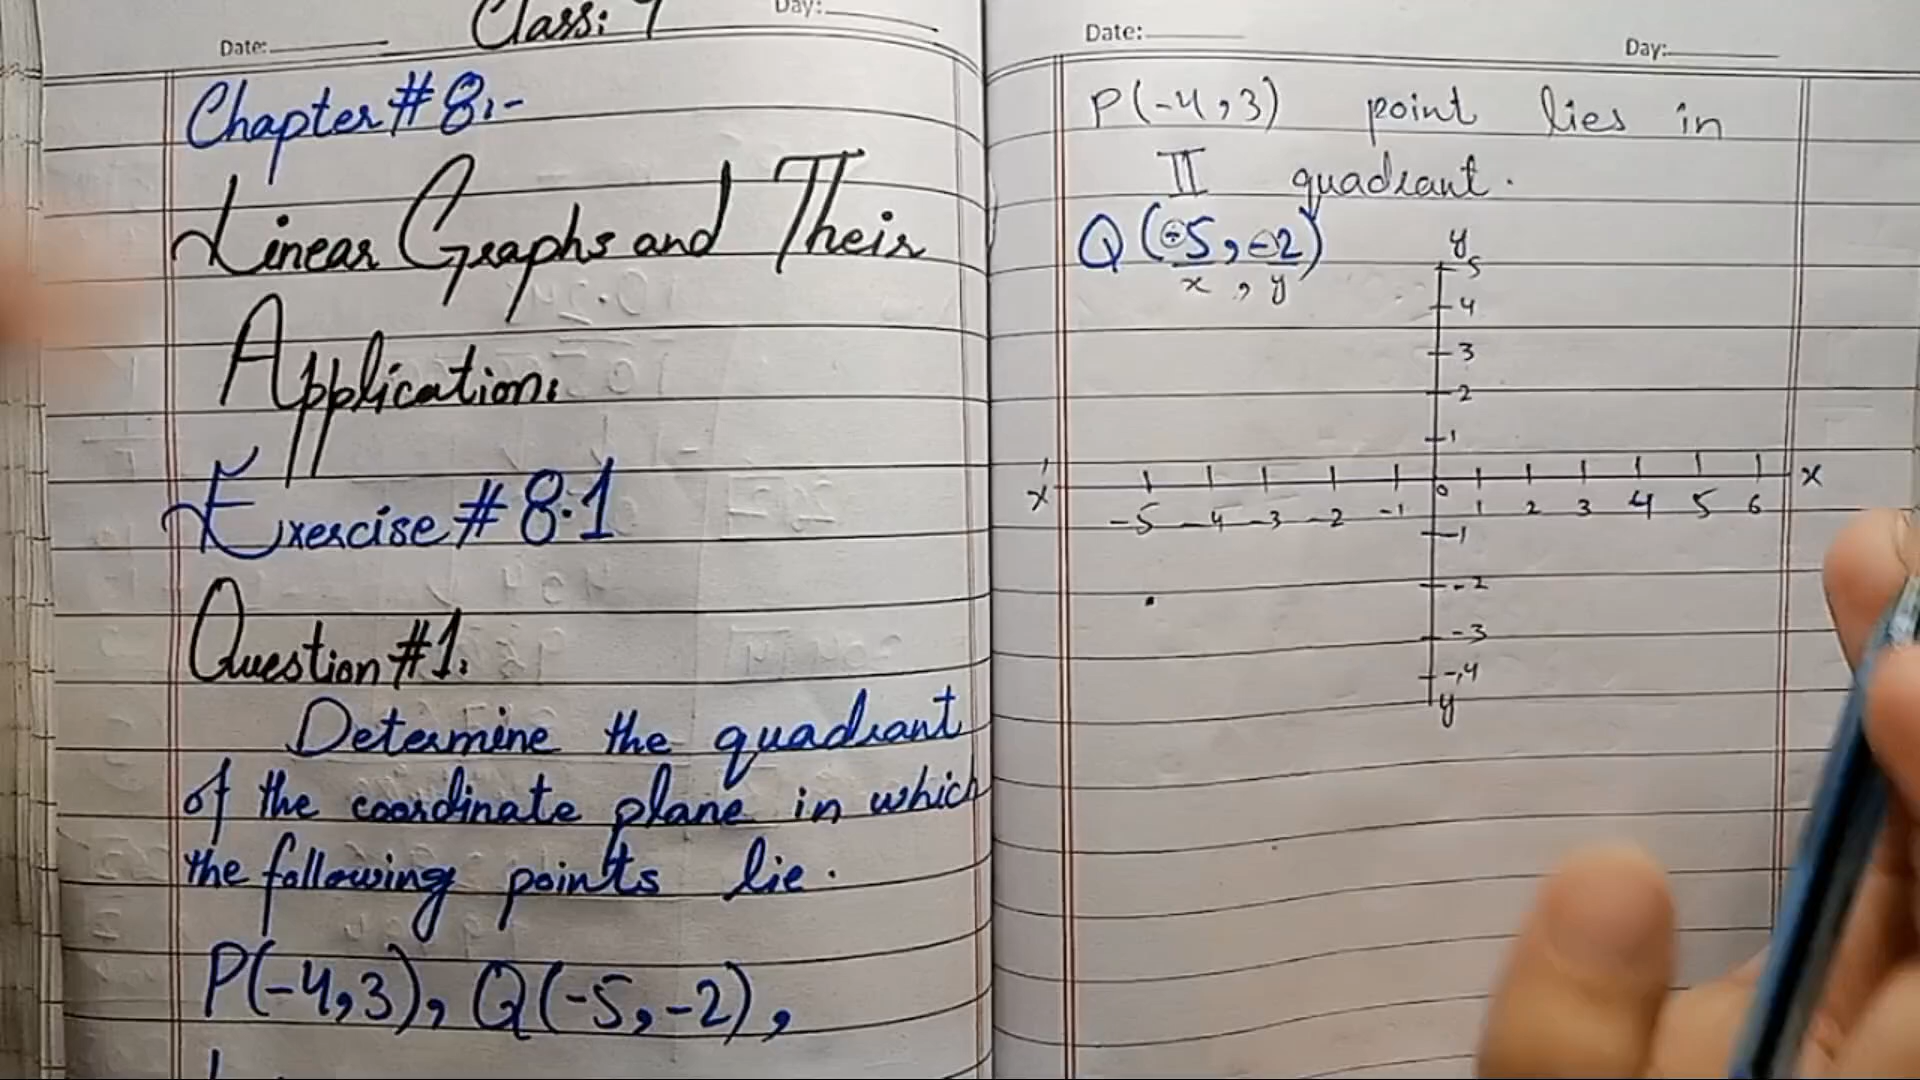 Class: 9
Day:
Date:
Chapter # 8:-
Linear Graphs and Their
Application:
Exercise # 8.1
Question #1:
Determine the quadrant
of the coordinate plane in which
the following points lie.
P(-4,3), Q(-5,-2),
Date:
Day:
P(-4,3) point lies in
II quadrant.
Q(-5,-2)
x , y
y
5
4
3
2
1
x' -5 -4 -3 -2 -1 0 1 2 3 4 5 6 x
-1
-2
-3
-4
y